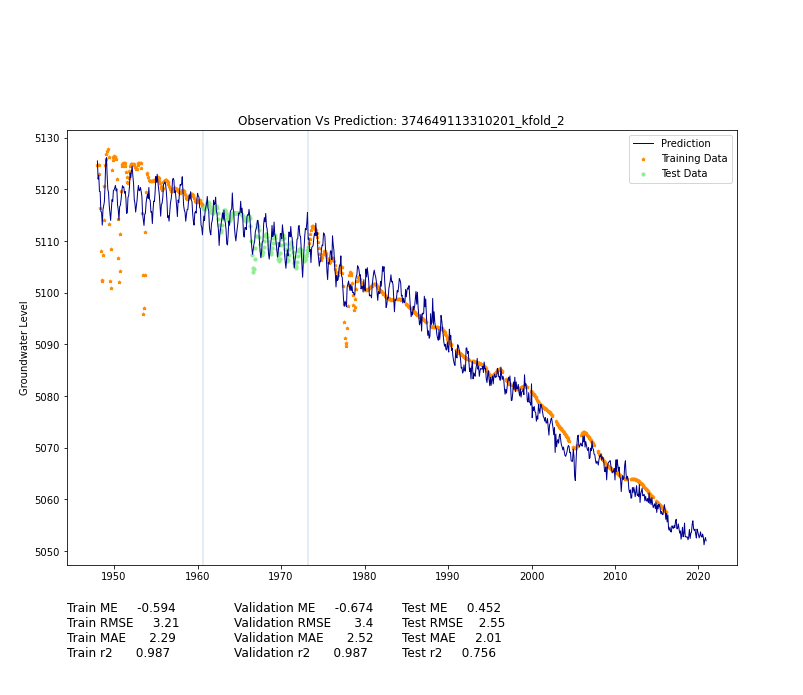 Observation Vs Prediction: 374649113310201_kfold_2
Prediction
Training Data
Test Data
Groundwater Level
5130
5120
5110
5100
5090
5080
5070
5060
5050
1950 1960 1970 1980 1990 2000 2010 2020
Train ME -0.594 Validation ME -0.674 Test ME 0.452
Train RMSE 3.21 Validation RMSE 3.4 Test RMSE 2.55
Train MAE 2.29 Validation MAE 2.52 Test MAE 2.01
Train r2 0.987 Validation r2 0.987 Test r2 0.756